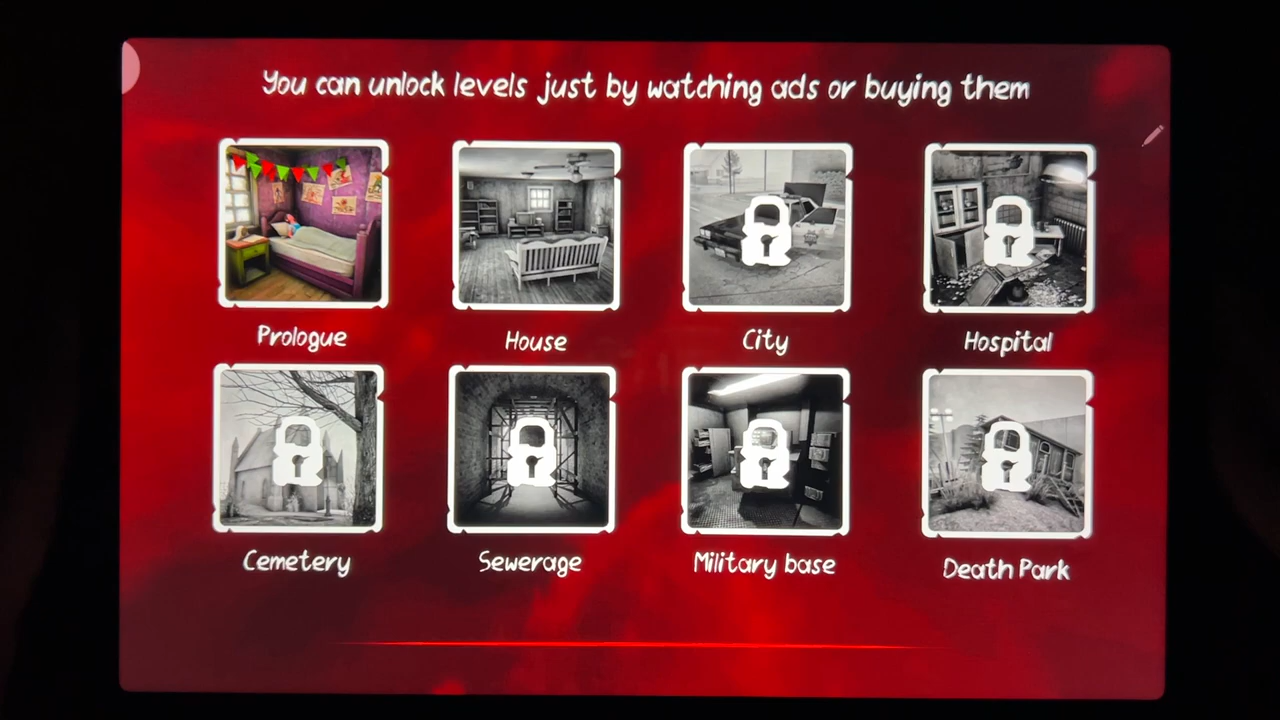 You can unlock levels just by watching ads or buying them
Prologue
House
City
Hospital
Cemetery
Sewerage
Military base
Death Park